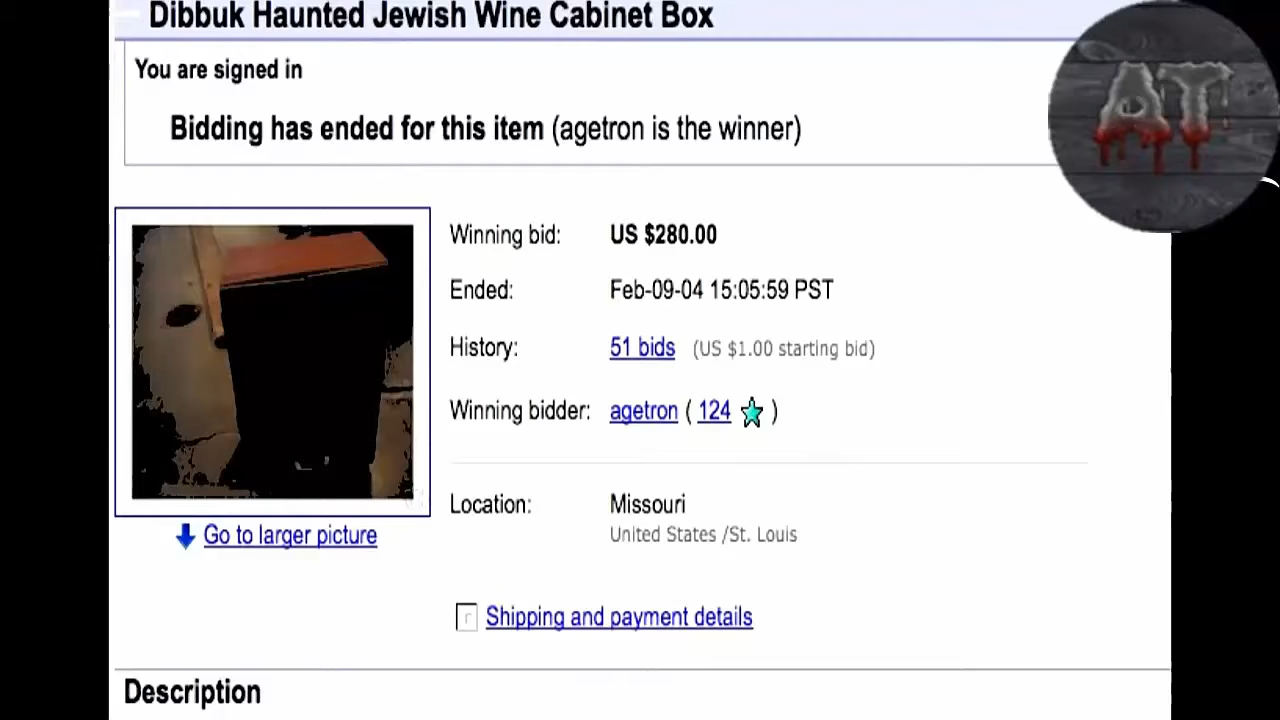 Dibbuk Haunted Jewish Wine Cabinet Box
AT
You are signed in
Bidding has ended for this item (agetron is the winner)
Winning bid: US $280.00
Ended: Feb-09-04 15:05:59 PST
History: 51 bids (US $1.00 starting bid)
Winning bidder: agetron ( 124 )
Location: Missouri
United States /St. Louis
Go to larger picture
Shipping and payment details
Description